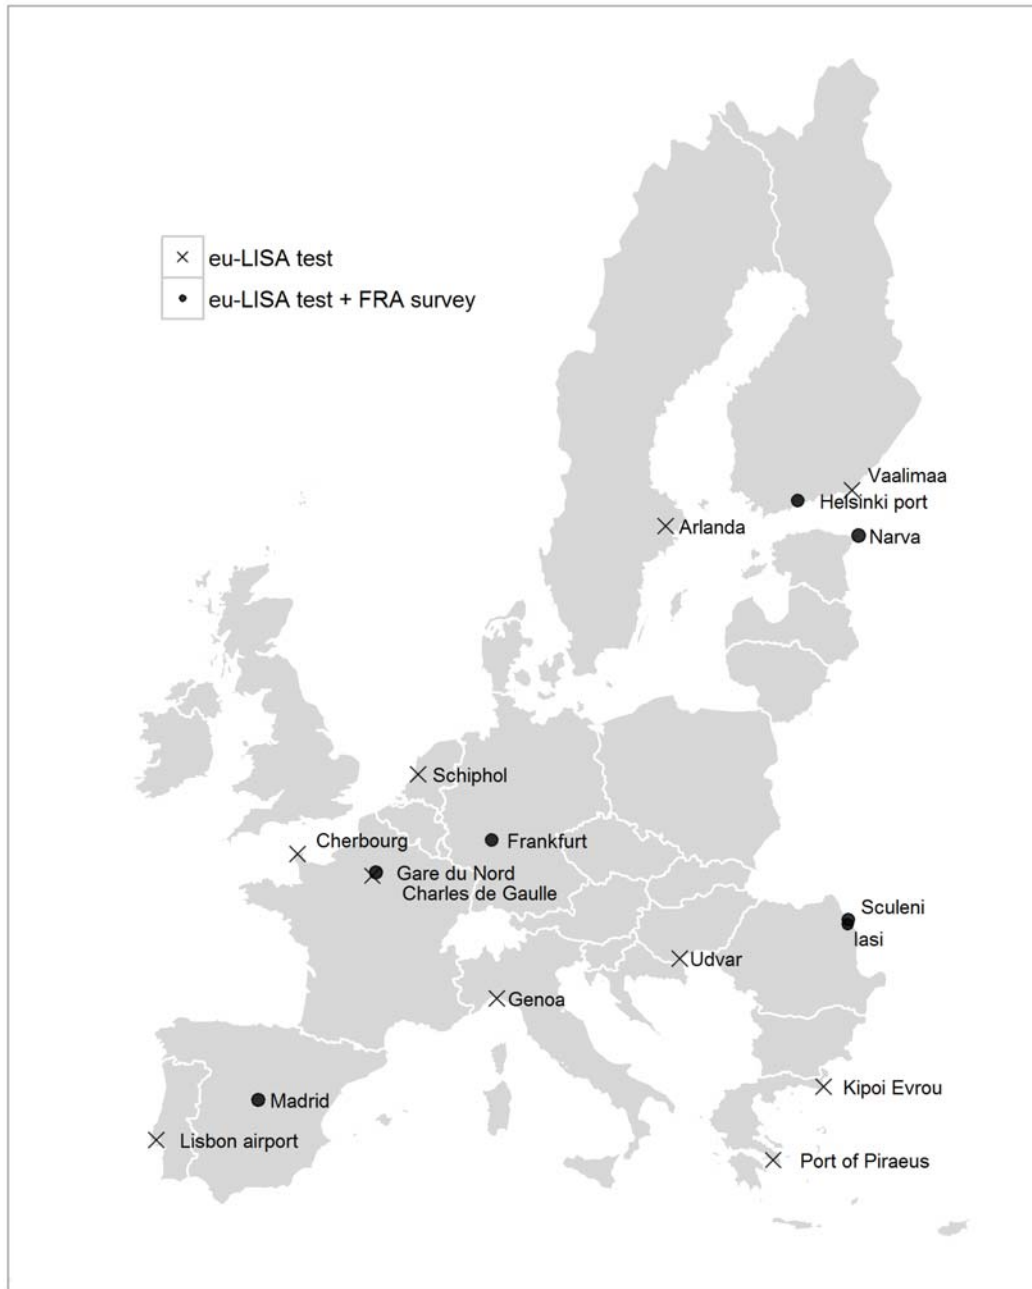 eu-LISA test
eu-LISA test + FRA survey
Vaalimaa
Helsinki port
Arlanda
Narva
Schiphol
Cherbourg
Frankfurt
Gare du Nord
Charles de Gaulle
Sculeni
Iasi
Udvar
Genoa
Kipoi Evrou
Madrid
Lisbon airport
Port of Piraeus